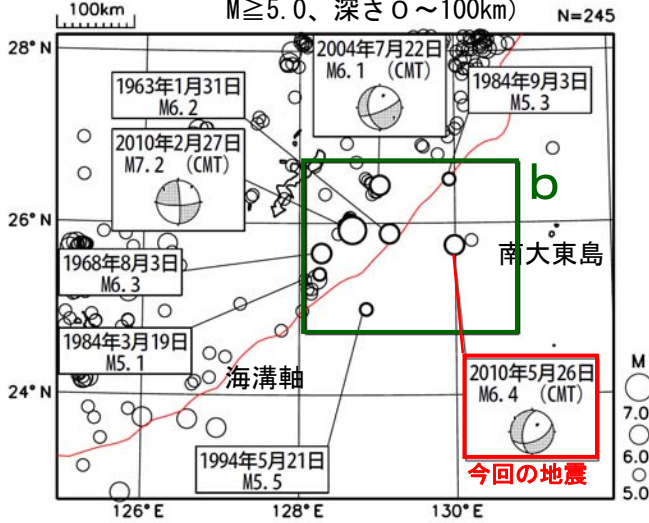 100km
M≧5.0、深さ0～100km)
N=245
28°N
26°N
24°N
126°E
128°E
130°E
2004年7月22日
M6.1 (CMT)
1963年1月31日
M6.2
1984年9月3日
M5.3
2010年2月27日
M7.2 (CMT)
b
南大東島
1968年8月3日
M6.3
1984年3月19日
M5.1
海溝軸
2010年5月26日
M6.4 (CMT)
今回の地震
1994年5月21日
M5.5
M
7.0
6.0
5.0